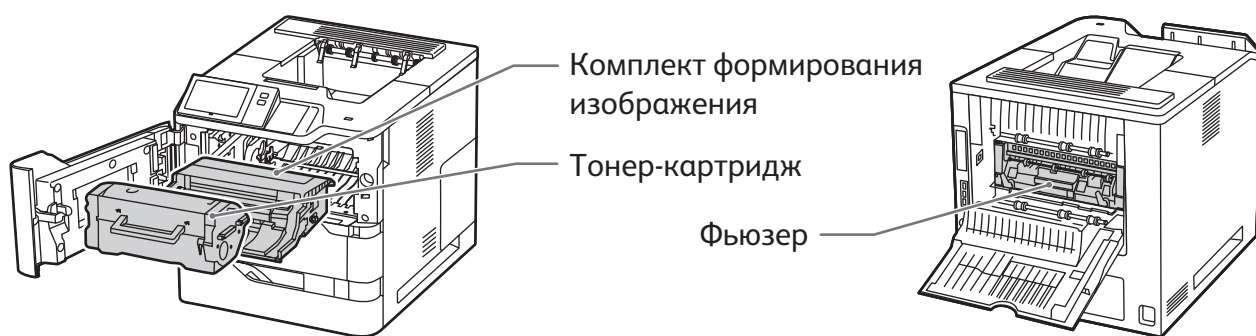 Комплект формирования
изображения
Тонер-картридж
Фьюзер